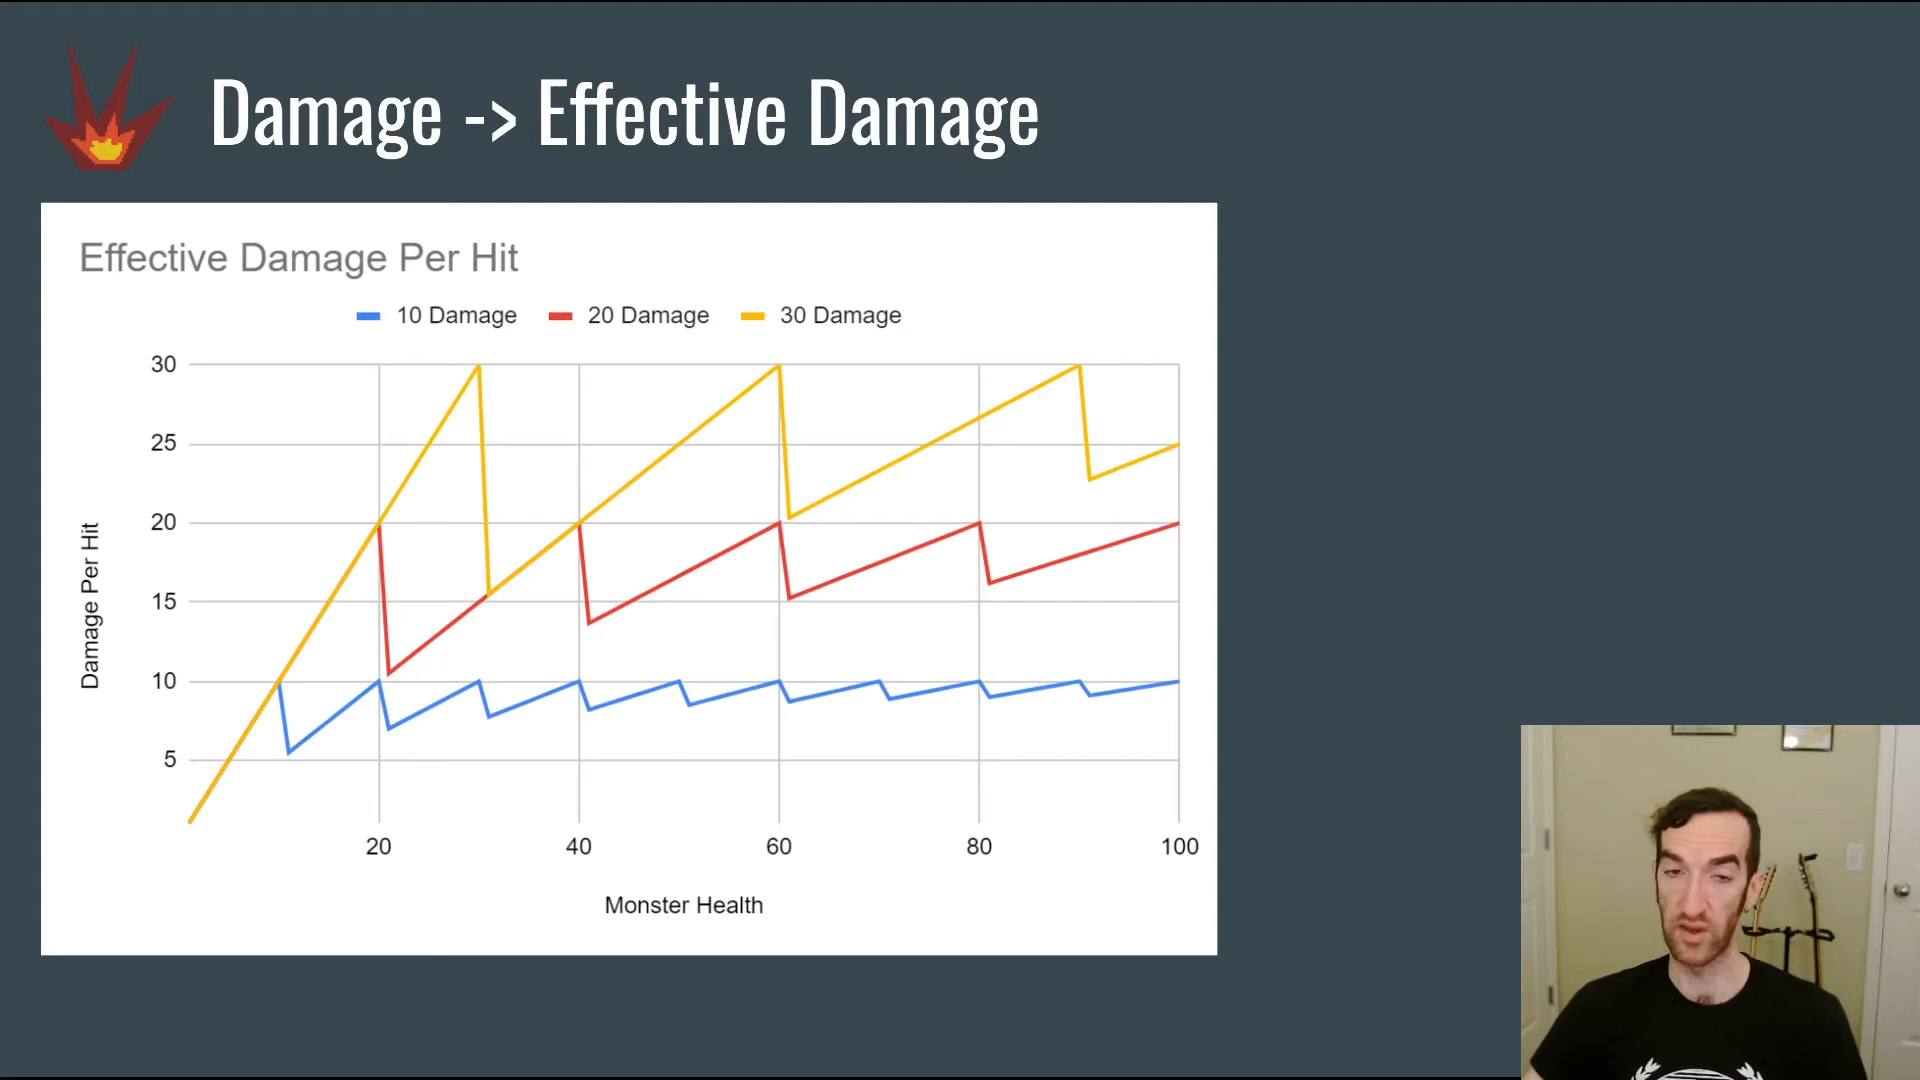 Damage -> Effective Damage
Effective Damage Per Hit
10 Damage 20 Damage 30 Damage
30
25
20
15
10
5
Damage Per Hit
20 40 60 80 100
Monster Health